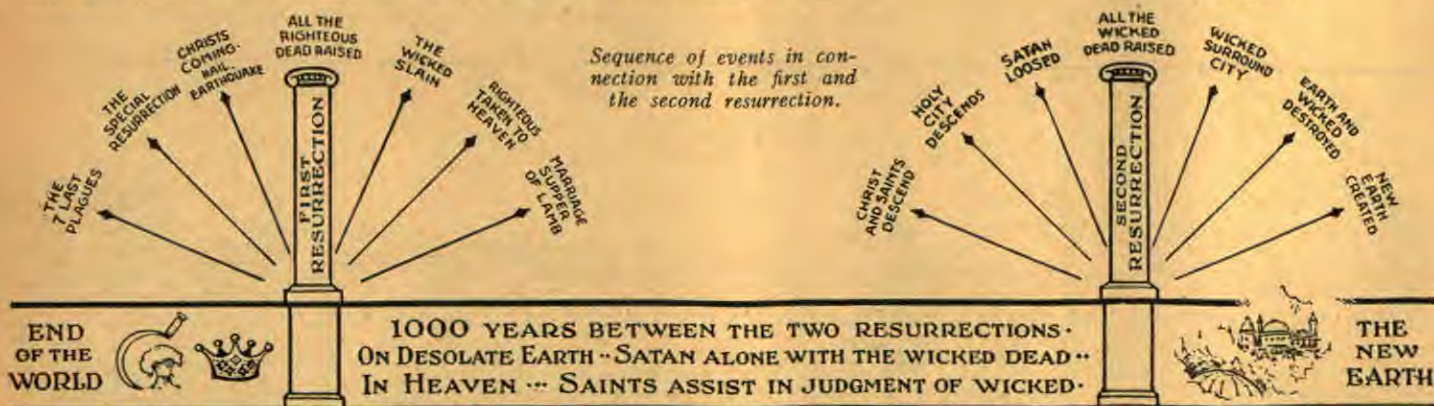 THE
7 LAST
PLAGUES
THE
SPECIAL
RESURRECTION
CHRISTS
COMING-
HAIL
EARTHQUAKE
ALL THE
RIGHTEOUS
DEAD RAISED
FIRST
RESURRECTION
THE
WICKED
SLAIN
RIGHTEOUS
TAKEN TO
HEAVEN
MARRIAGE
SUPPER
OF LAMB
Sequence of events in con-
nection with the first and
the second resurrection.
CHRIST
AND SAINTS
DESCEND
HOLY
CITY
DESCENDS
SATAN
LOOSED
ALL THE
WICKED
DEAD RAISED
SECOND
RESURRECTION
WICKED
SURROUND
CITY
EARTH AND
WICKED
DESTROYED
NEW
EARTH
CREATED
END
OF THE
WORLD
1000 YEARS BETWEEN THE TWO RESURRECTIONS·
ON DESOLATE EARTH ·· SATAN ALONE WITH THE WICKED DEAD ··
IN HEAVEN ··· SAINTS ASSIST IN JUDGMENT OF WICKED·
THE
NEW
EARTH